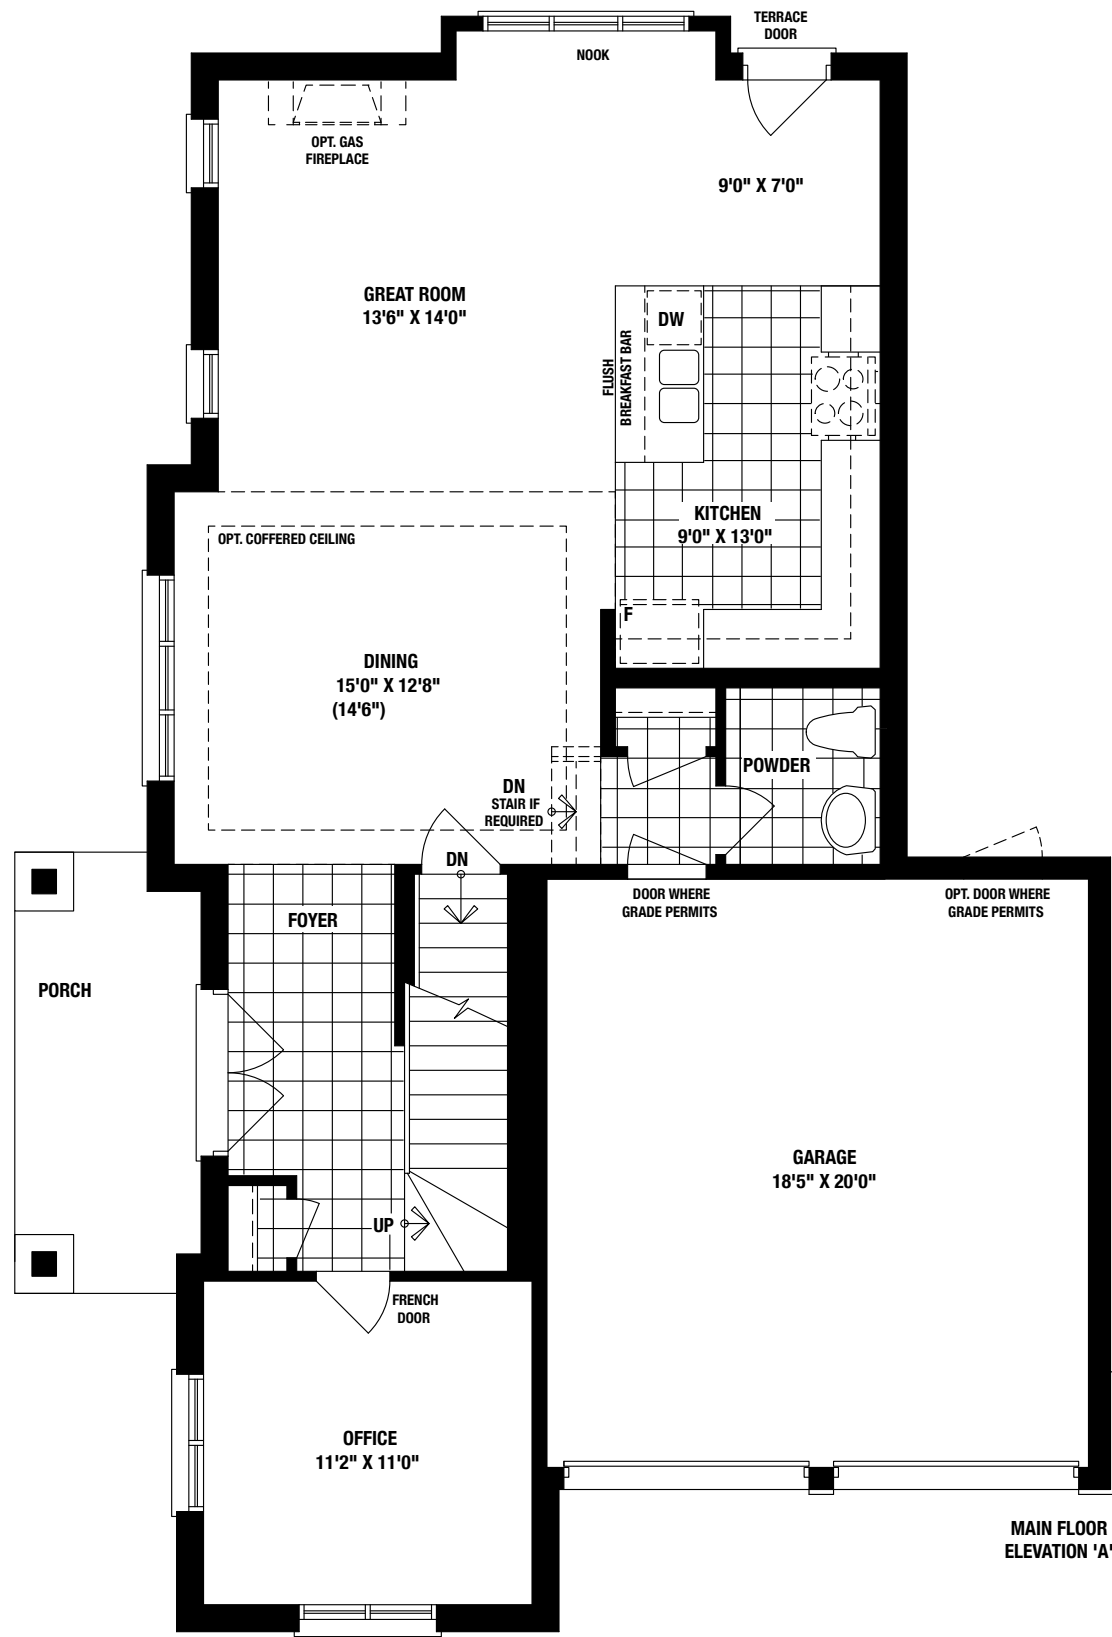 TERRACE
DOOR
NOOK
OPT. GAS
FIREPLACE
9'0" X 7'0"
GREAT ROOM
13'6" X 14'0"
DW
FLUSH
BREAKFAST BAR
KITCHEN
9'0" X 13'0"
OPT. COFFERED CEILING
F
DINING
15'0" X 12'8"
(14'6")
POWDER
DN
STAIR IF
REQUIRED
DN
DOOR WHERE
GRADE PERMITS
OPT. DOOR WHERE
GRADE PERMITS
FOYER
PORCH
GARAGE
18'5" X 20'0"
UP
FRENCH
DOOR
OFFICE
11'2" X 11'0"
MAIN FLOOR
ELEVATION 'A'